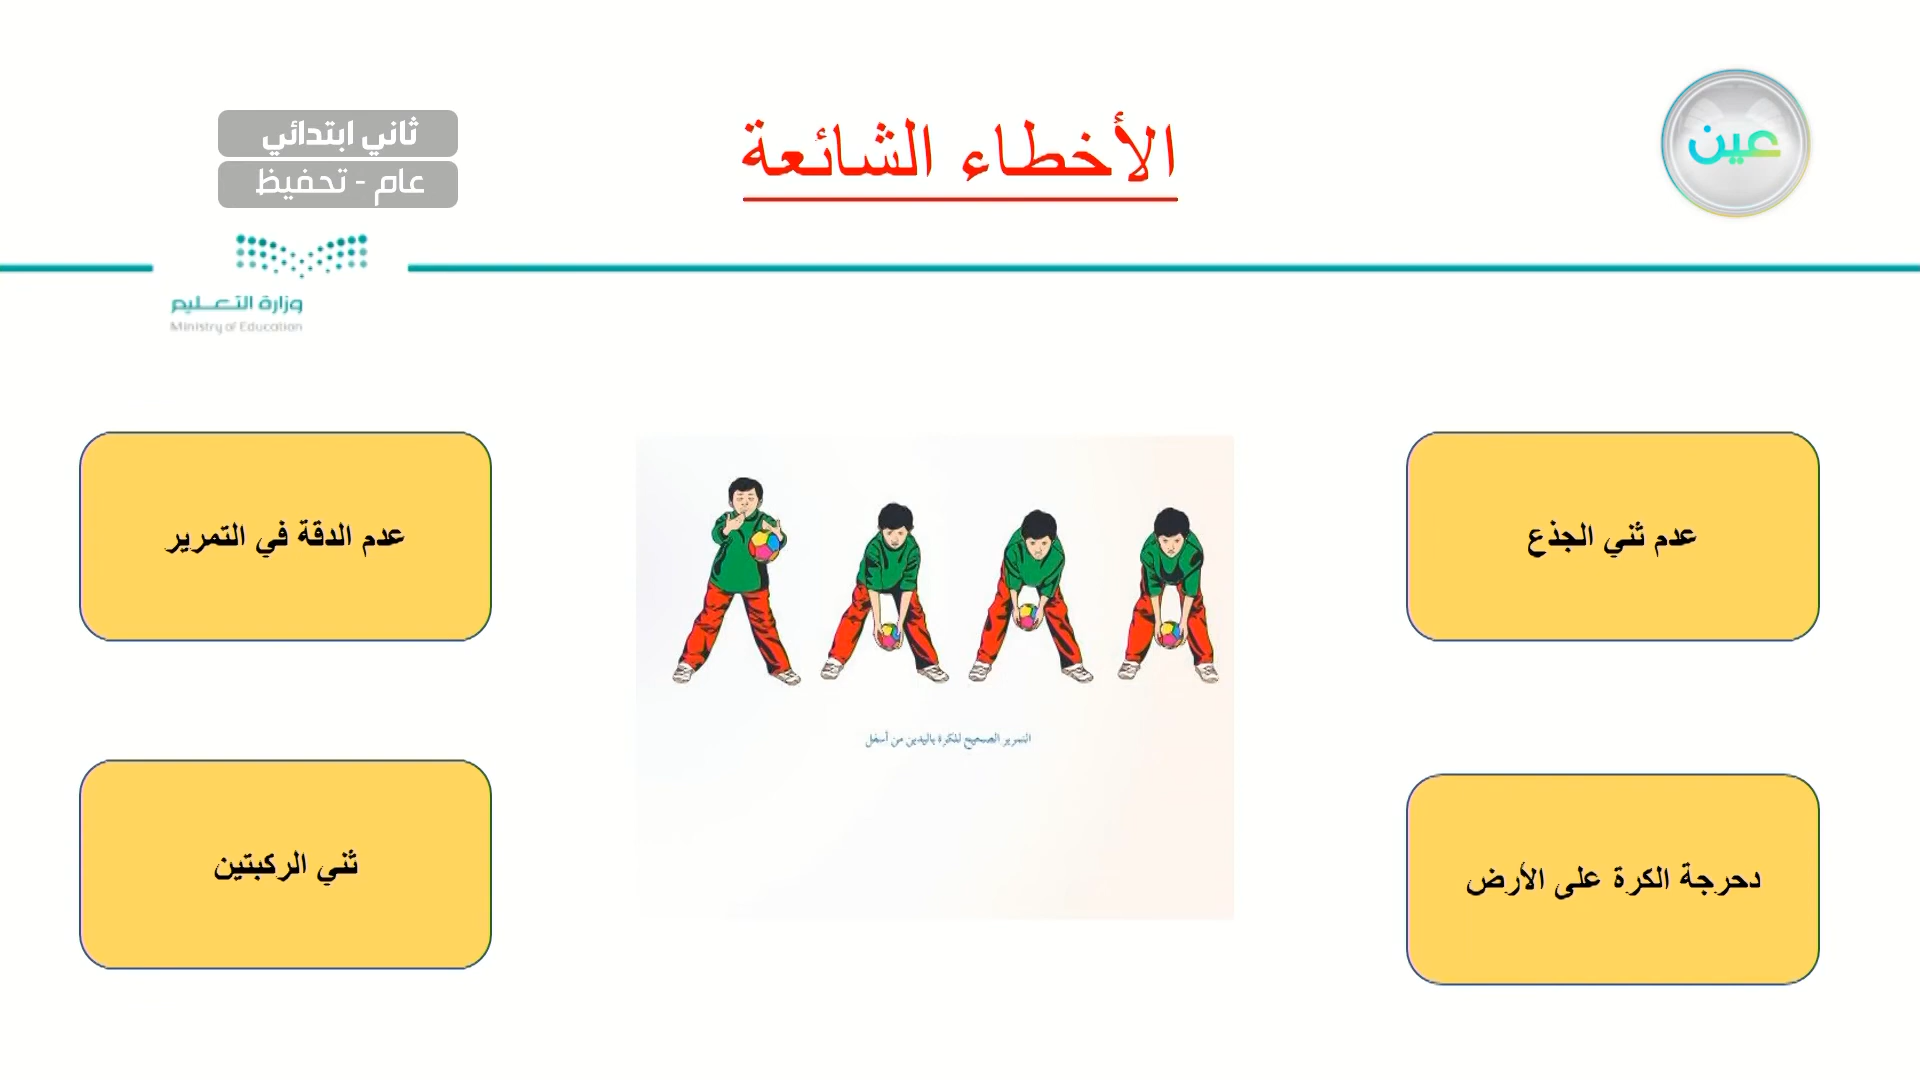 عين
الأخطاء الشائعة
ثاني ابتدائي
عام - تحفيظ
وزارة التعليم
Ministry of Education
عدم ثني الجذع
عدم الدقة في التمرير
التمرير الصحيح للكرة باليدين من أسفل
دحرجة الكرة على الأرض
ثني الركبتين